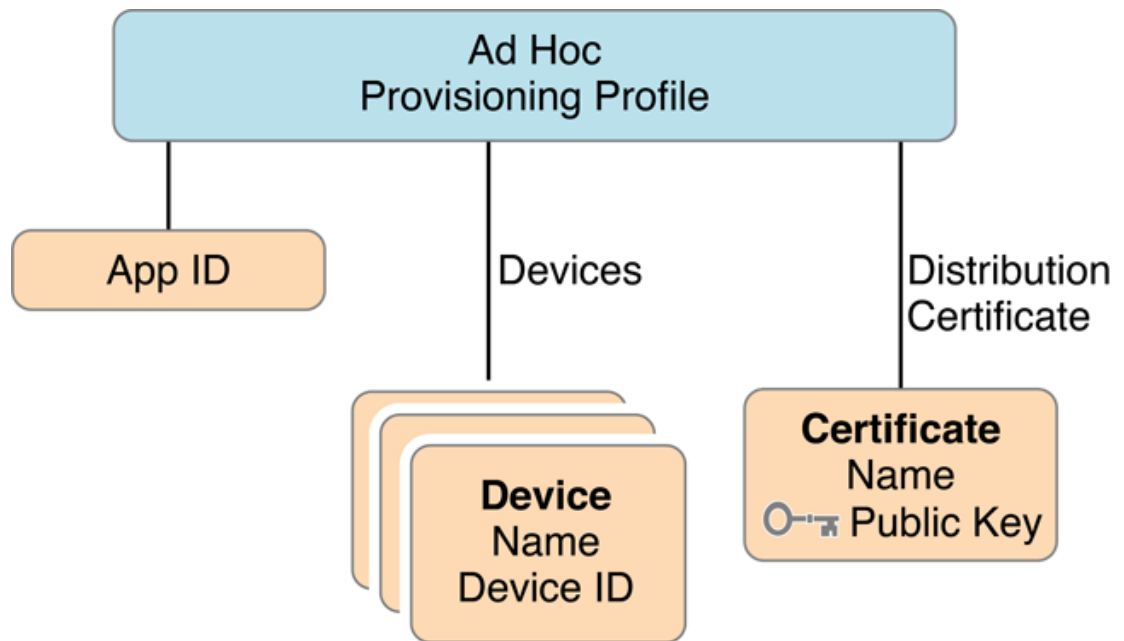 Ad Hoc
Provisioning Profile
App ID
Devices
Distribution
Certificate
Device
Name
Device ID
Certificate
Name
Public Key